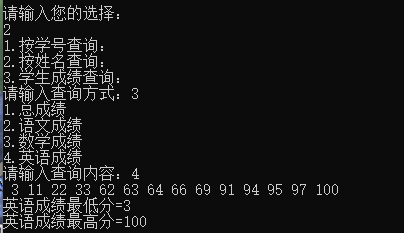 请输入您的选择：
2
1.按学号查询：
2.按姓名查询：
3.学生成绩查询：
请输入查询方式：3
1.总成绩
2.语文成绩
3.数学成绩
4.英语成绩
请输入查询内容：4
3 11 22 33 62 63 64 66 69 91 94 95 97 100
英语成绩最低分=3
英语成绩最高分=100